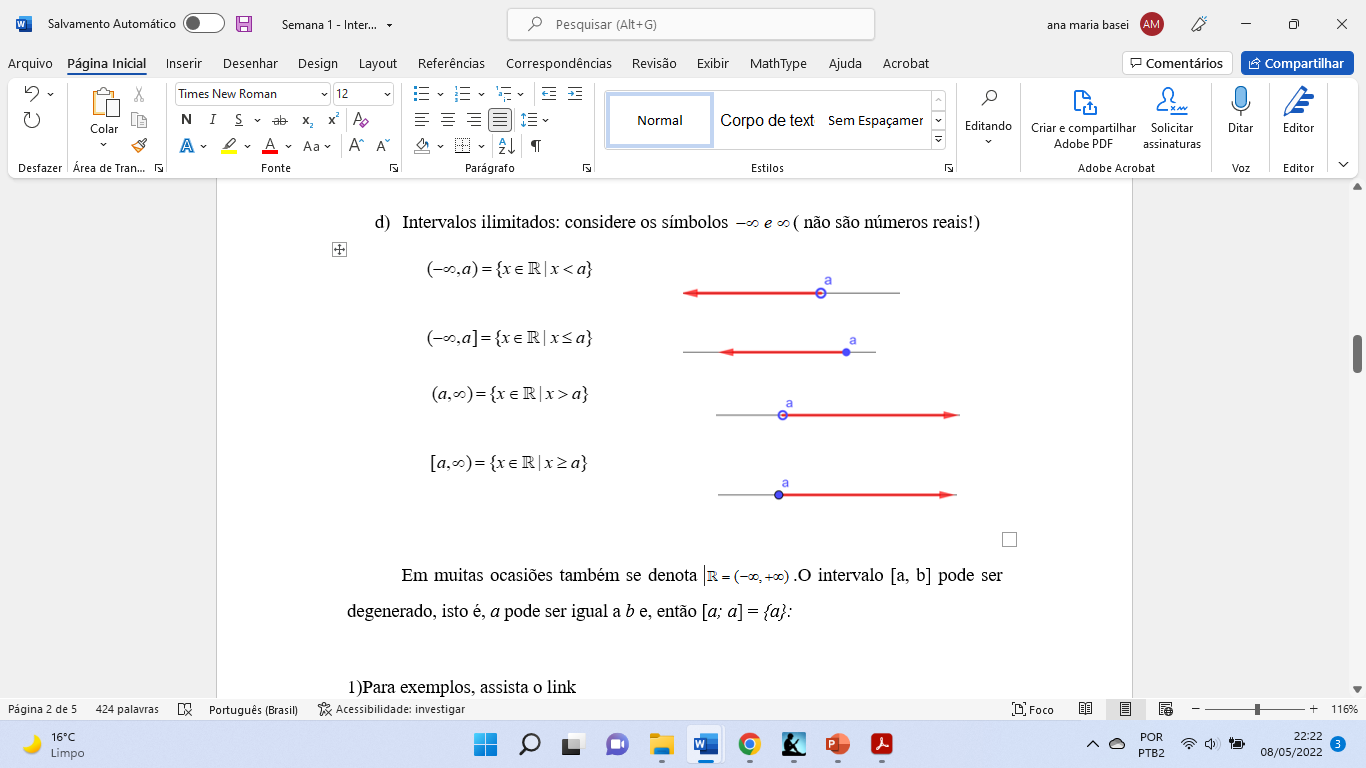 Salvamento Automático
Semana 1 - Inter...
Pesquisar (Alt+G)
ana maria basei
AM
Arquivo Página Inicial Inserir Desenhar Design Layout Referências Correspondências Revisão Exibir MathType Ajuda Acrobat
Comentários
Compartilhar
Times New Roman
12
Colar
N I S ab x₂ x²
A A Aa A A
Normal
Corpo de text
Sem Espaçamer
Editando
Criar e compartilhar
Adobe PDF
Solicitar
assinaturas
Ditar
Editor
Desfazer
Área de Tran...
Fonte
Parágrafo
Estilos
Adobe Acrobat
Voz
Editor
d) Intervalos ilimitados: considere os símbolos −∞ e ∞ ( não são números reais!)
(−∞,a) = {x ∈ ℝ | x < a}
a
(−∞,a] = {x ∈ ℝ | x ≤ a}
a
(a,∞) = {x ∈ ℝ | x > a}
a
[a,∞) = {x ∈ ℝ | x ≥ a}
a
Em muitas ocasiões também se denota ℝ = (−∞,+∞) .O intervalo [a, b] pode ser
degenerado, isto é, a pode ser igual a b e, então [a; a] = {a}:
1)Para exemplos, assista o link
Página 2 de 5
424 palavras
Português (Brasil)
Acessibilidade: investigar
Foco
116%
16°C
Limpo
POR
PTB2
22:22
08/05/2022
3